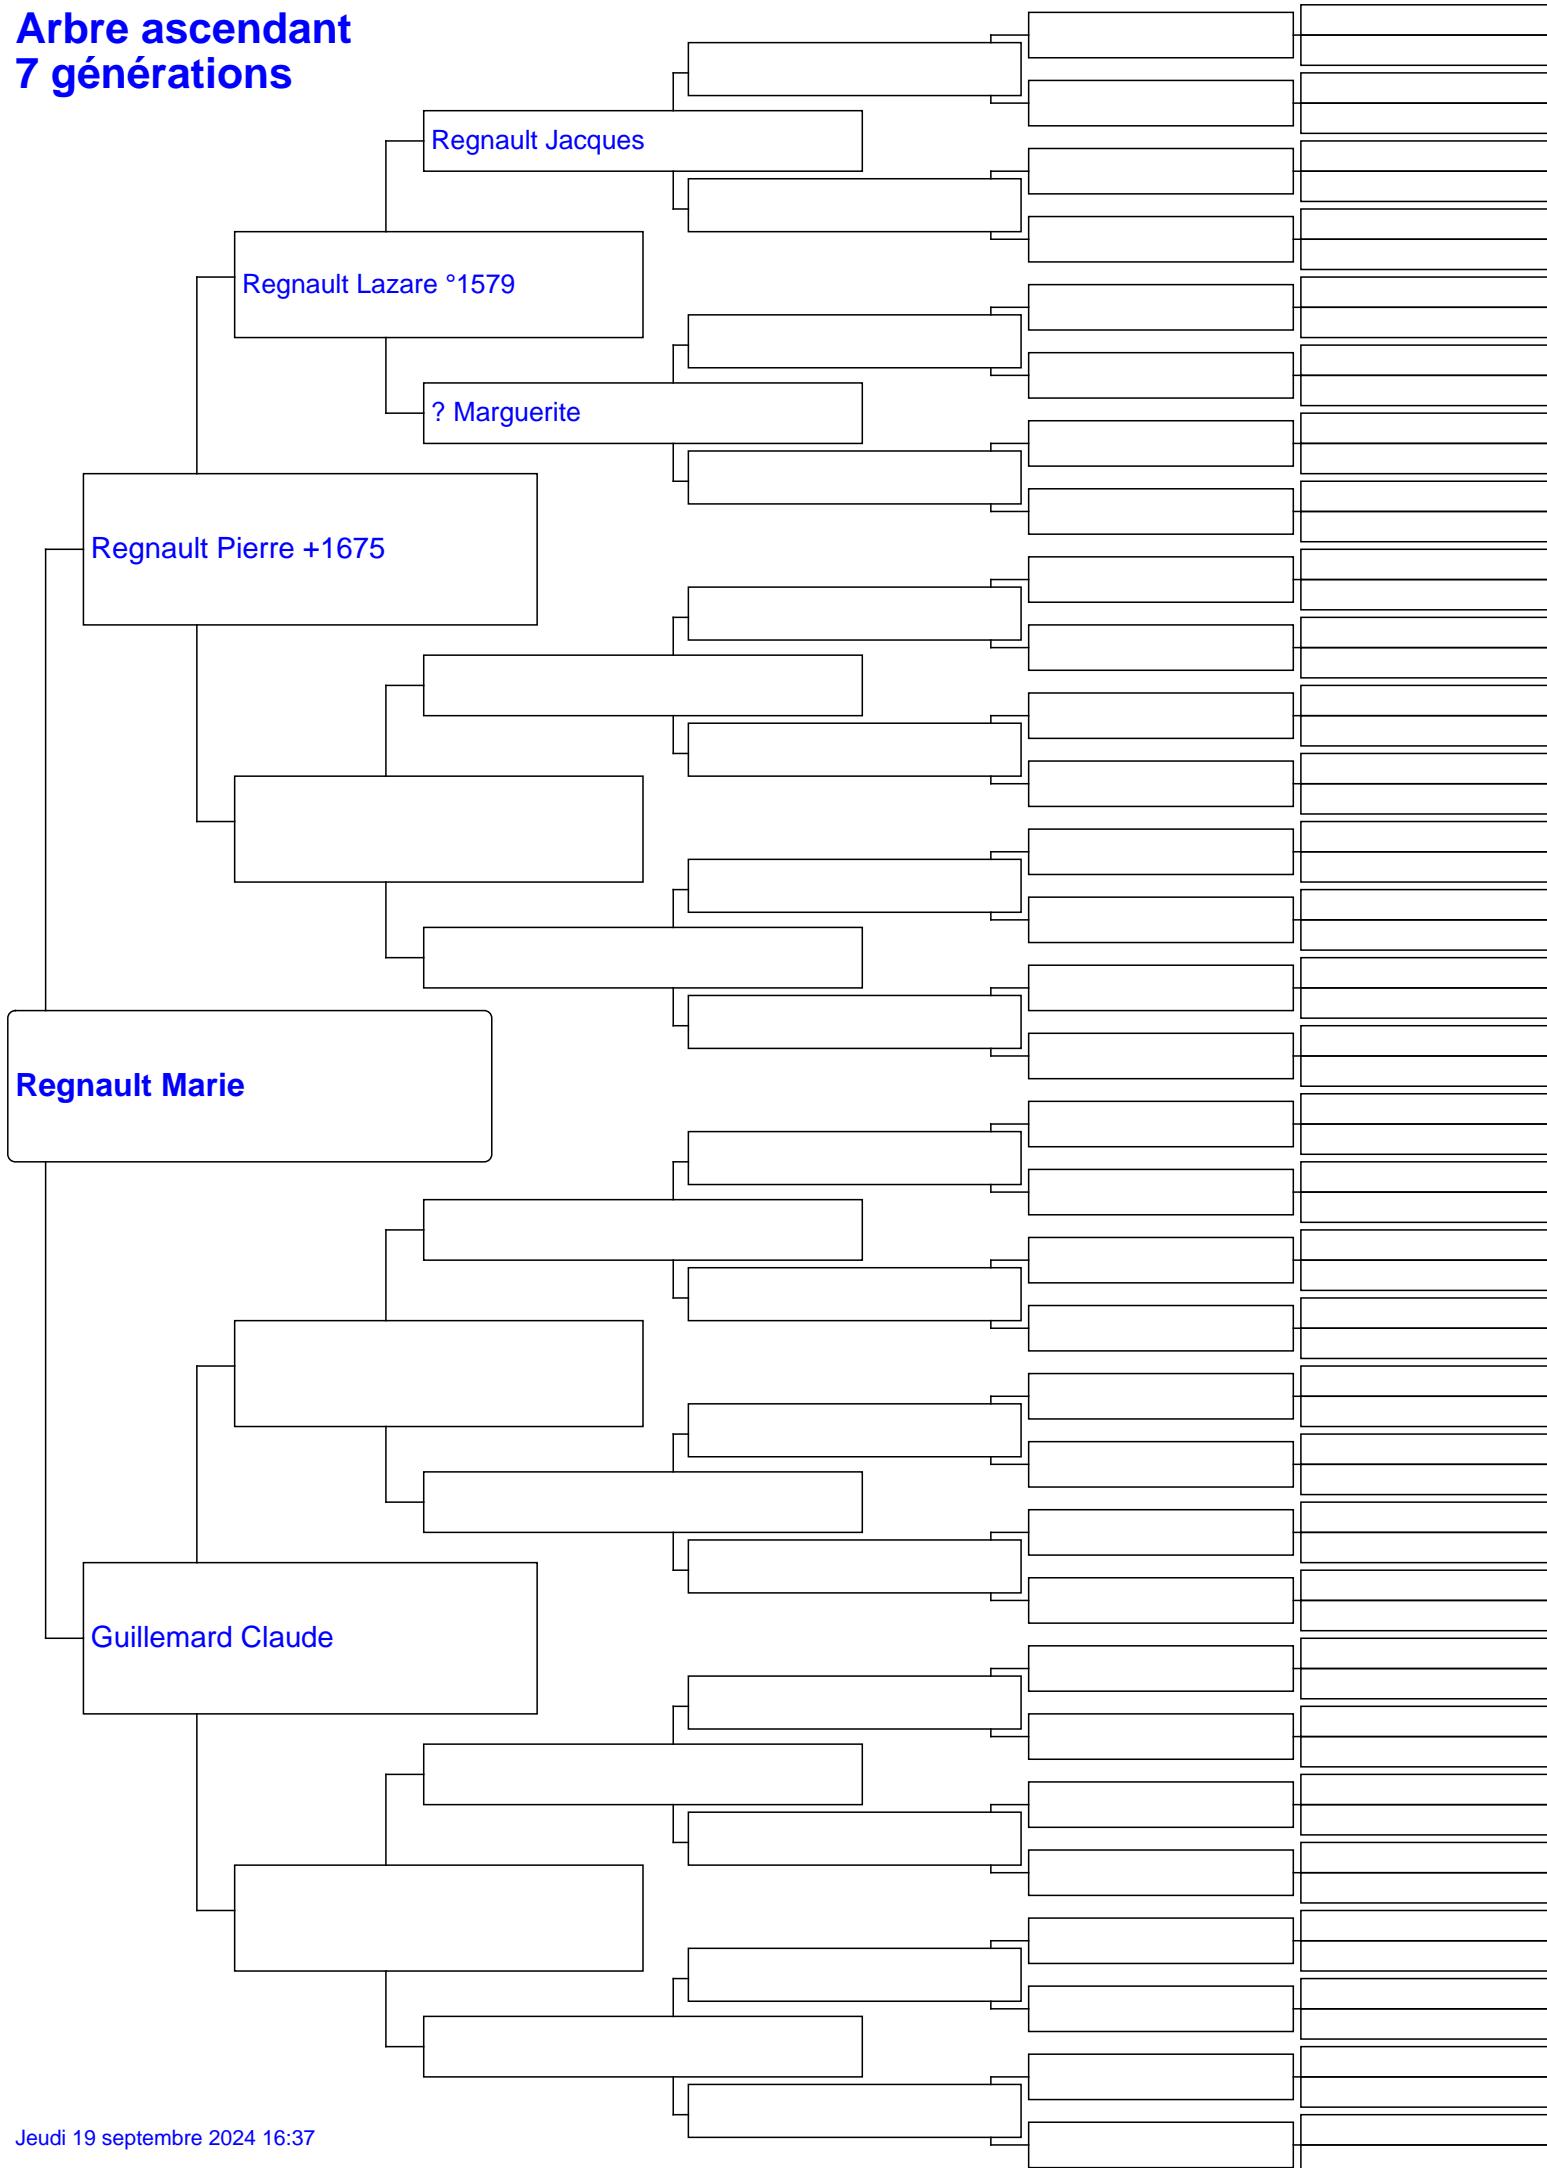 Arbre ascendant
7 générations
Regnault Jacques
Regnault Lazare °1579
? Marguerite
Regnault Pierre +1675
Regnault Marie
Guillemard Claude
Jeudi 19 septembre 2024 16:37